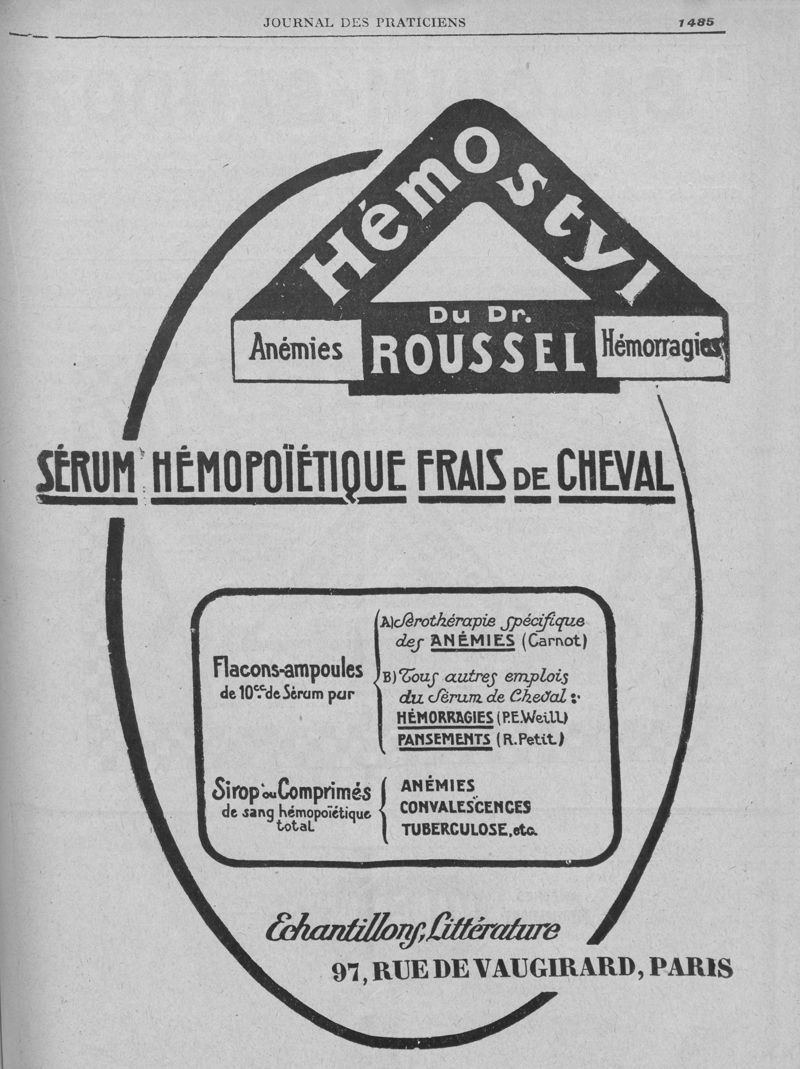 JOURNAL DES PRATICIENS 1485
Hémostyl
Du Dr.
Anémies ROUSSEL Hémorragies
SÉRUM HÉMOPOÏÉTIQUE FRAIS DE CHEVAL
A) Sérothérapie spécifique
des ANÉMIES (Carnot)
Flacons-ampoules
de 10cc. de Sérum pur
B) Tous autres emplois
du Sérum de Cheval :
HÉMORRAGIES (P.E.Weill)
PANSEMENTS (R.Petit)
Sirop ou Comprimés
de sang hémopoïétique
total
ANÉMIES
CONVALESCENCES
TUBERCULOSE, etc.
Echantillons, Littérature
97, RUE DE VAUGIRARD, PARIS